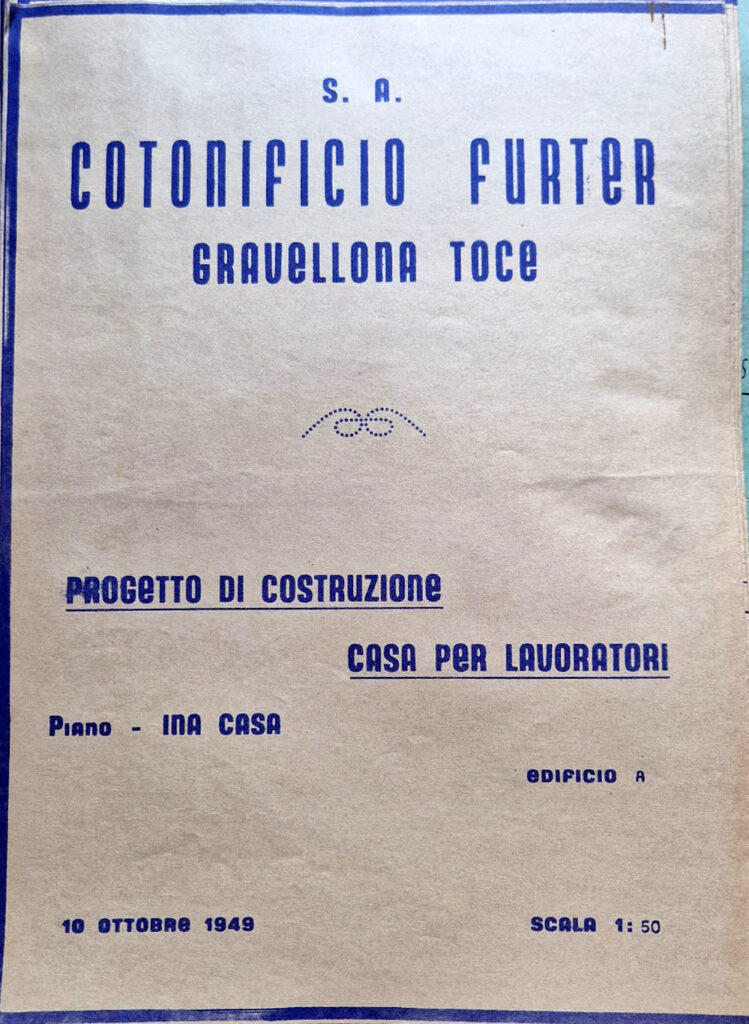 S. A.
COTONIFICIO FURTER
GRAVELLONA TOCE
PROGETTO DI COSTRUZIONE
CASA PER LAVORATORI
Piano - INA CASA
EDIFICIO A
10 OTTOBRE 1949
SCALA 1: 50